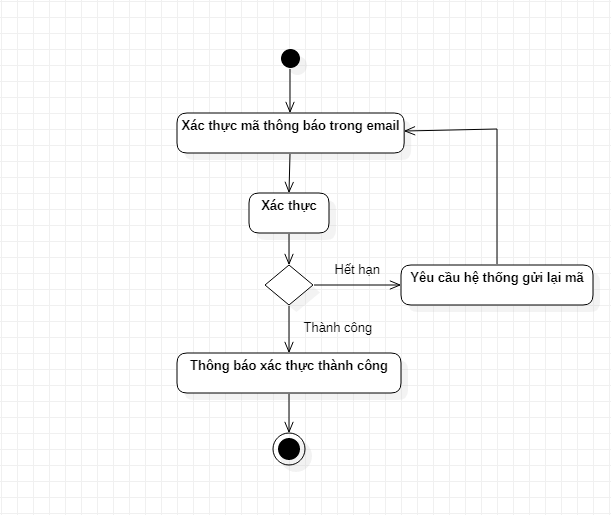 Xác thực mã thông báo trong email
Xác thực
Hết hạn
Yêu cầu hệ thống gửi lại mã
Thành công
Thông báo xác thực thành công